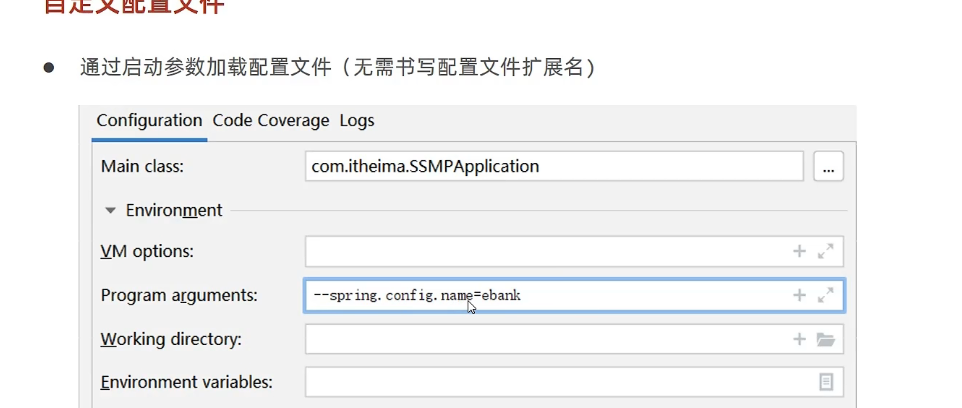 自定义配置文件
● 通过启动参数加载配置文件（无需书写配置文件扩展名）
Configuration Code Coverage Logs
Main class: com.itheima.SSMPApplication ...
Environment
VM options:
Program arguments: --spring.config.name=ebank
Working directory:
Environment variables: